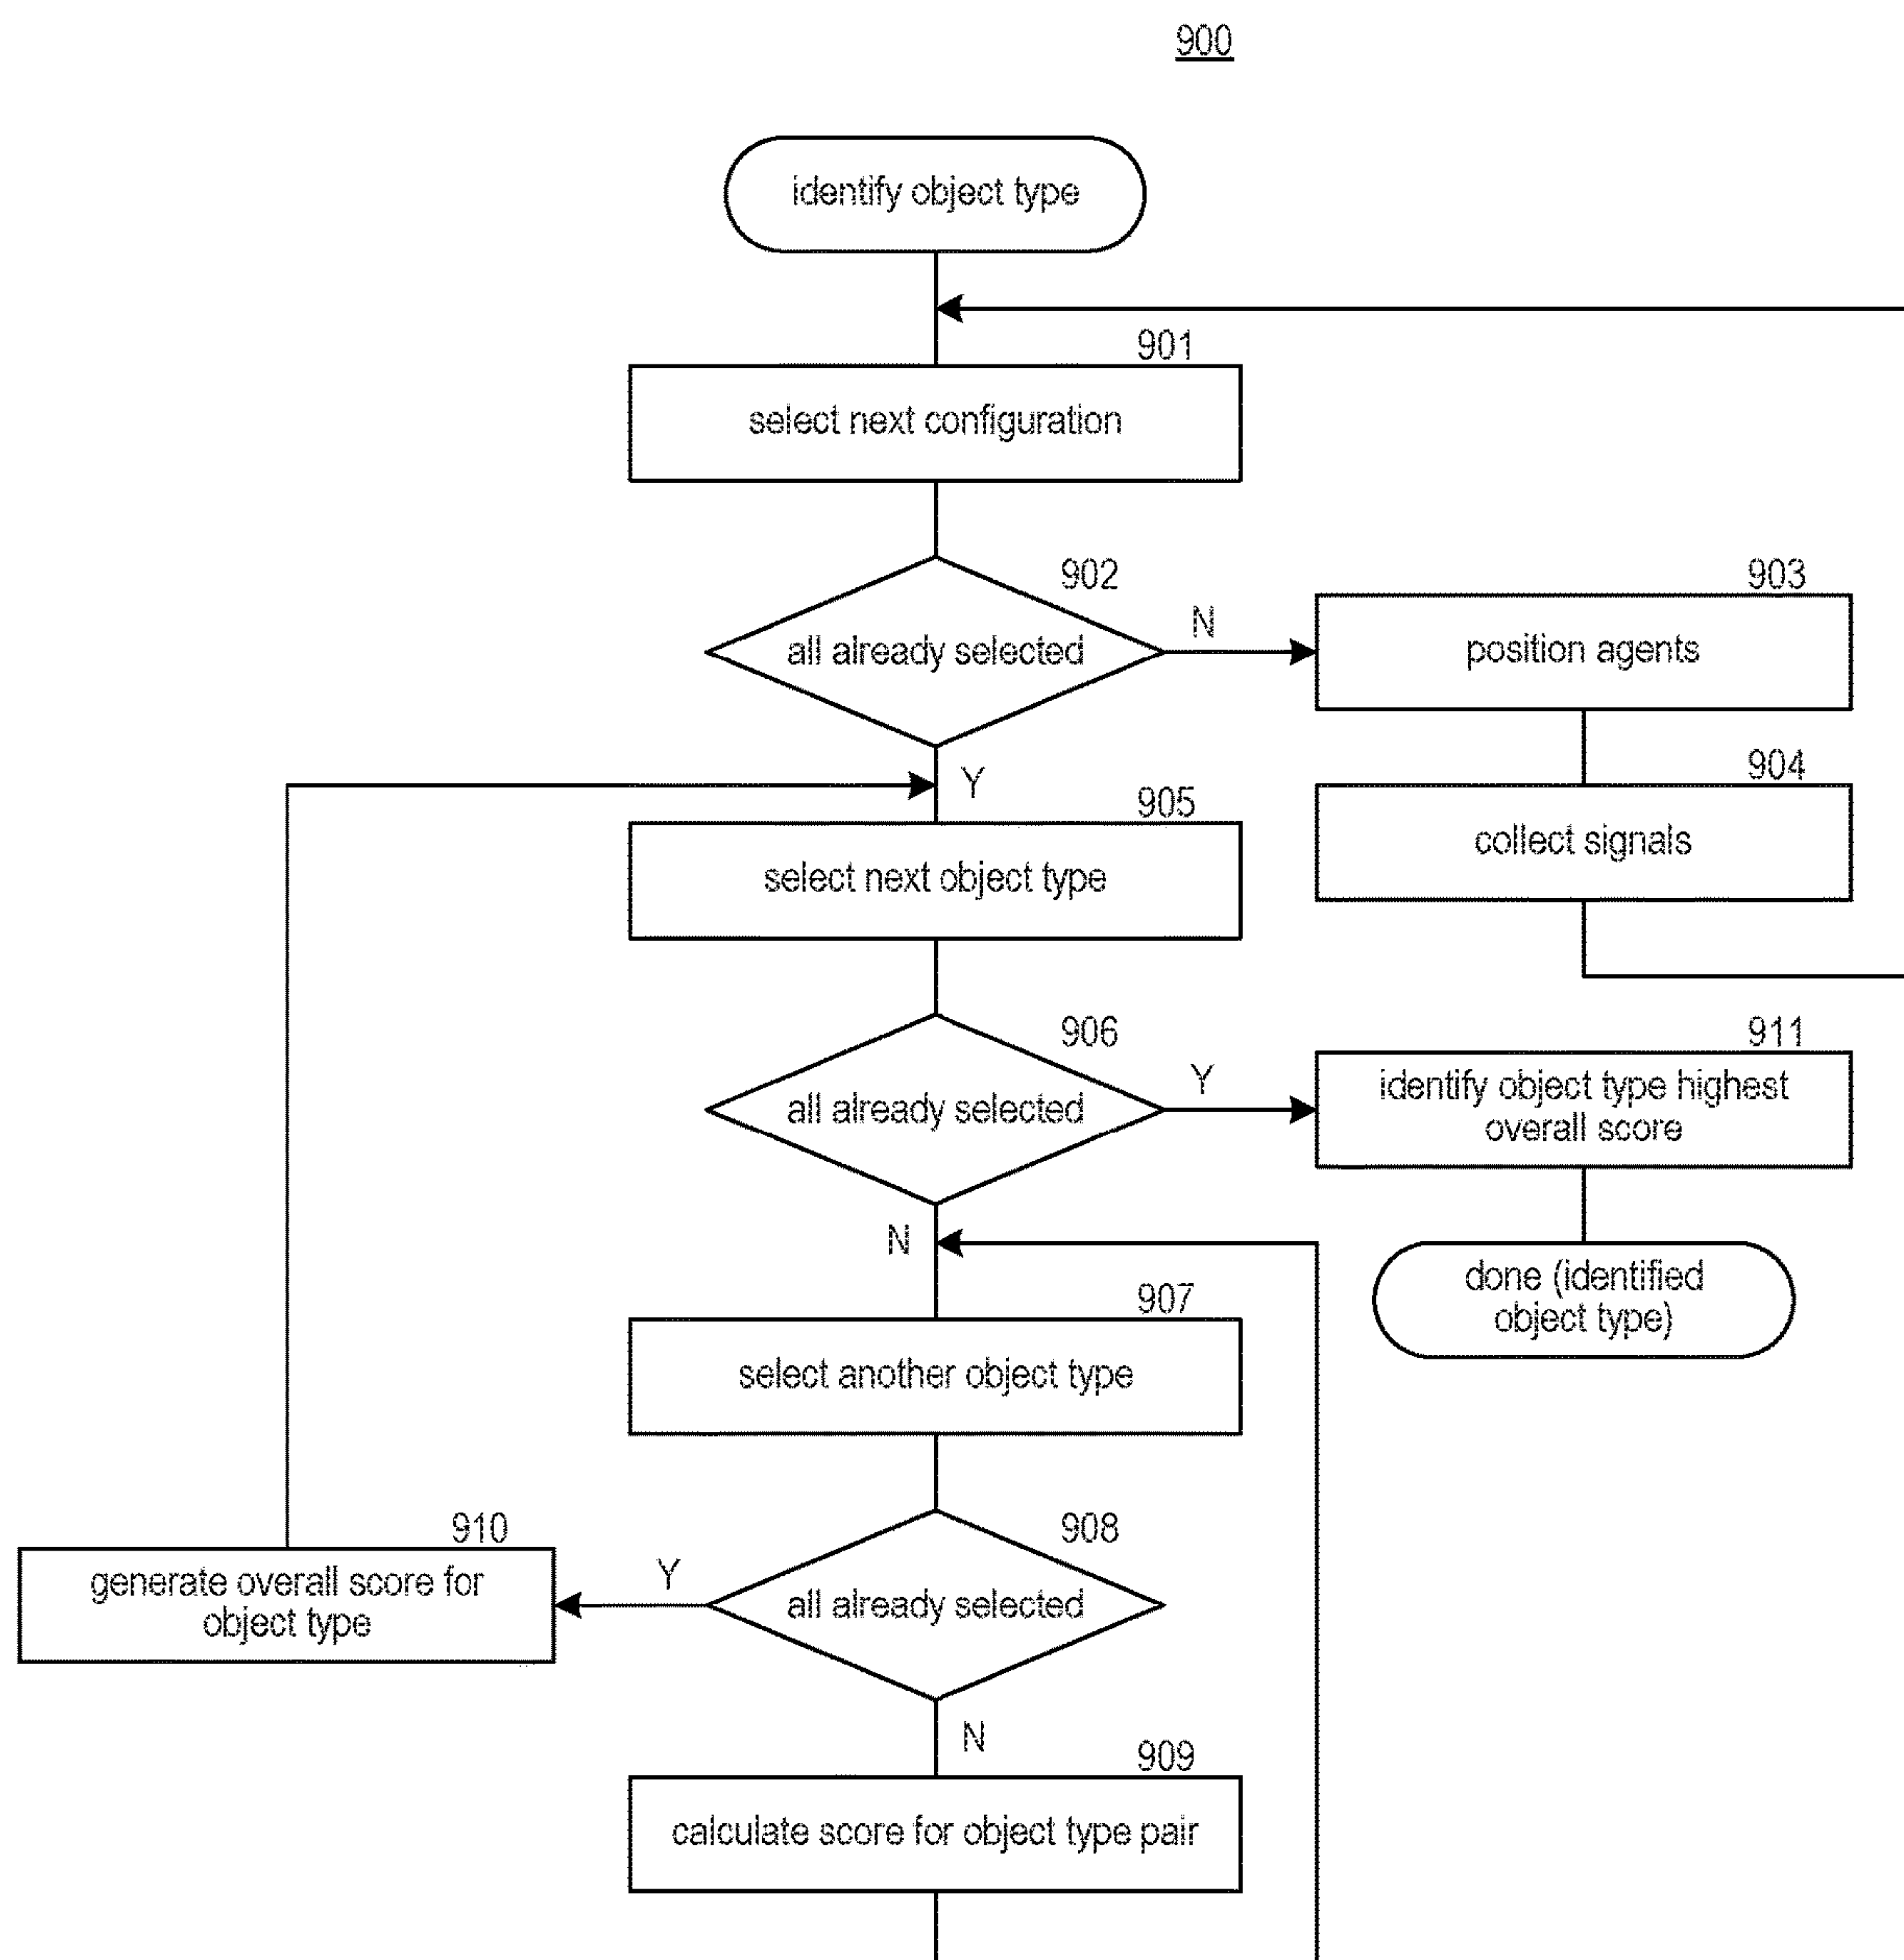 900
identify object type
901
select next configuration
902
all already selected
N
903
position agents
Y
904
collect signals
905
select next object type
906
all already selected
Y
911
identify object type highest
overall score
N
done (identified
object type)
907
select another object type
908
all already selected
Y
910
generate overall score for
object type
N
909
calculate score for object type pair